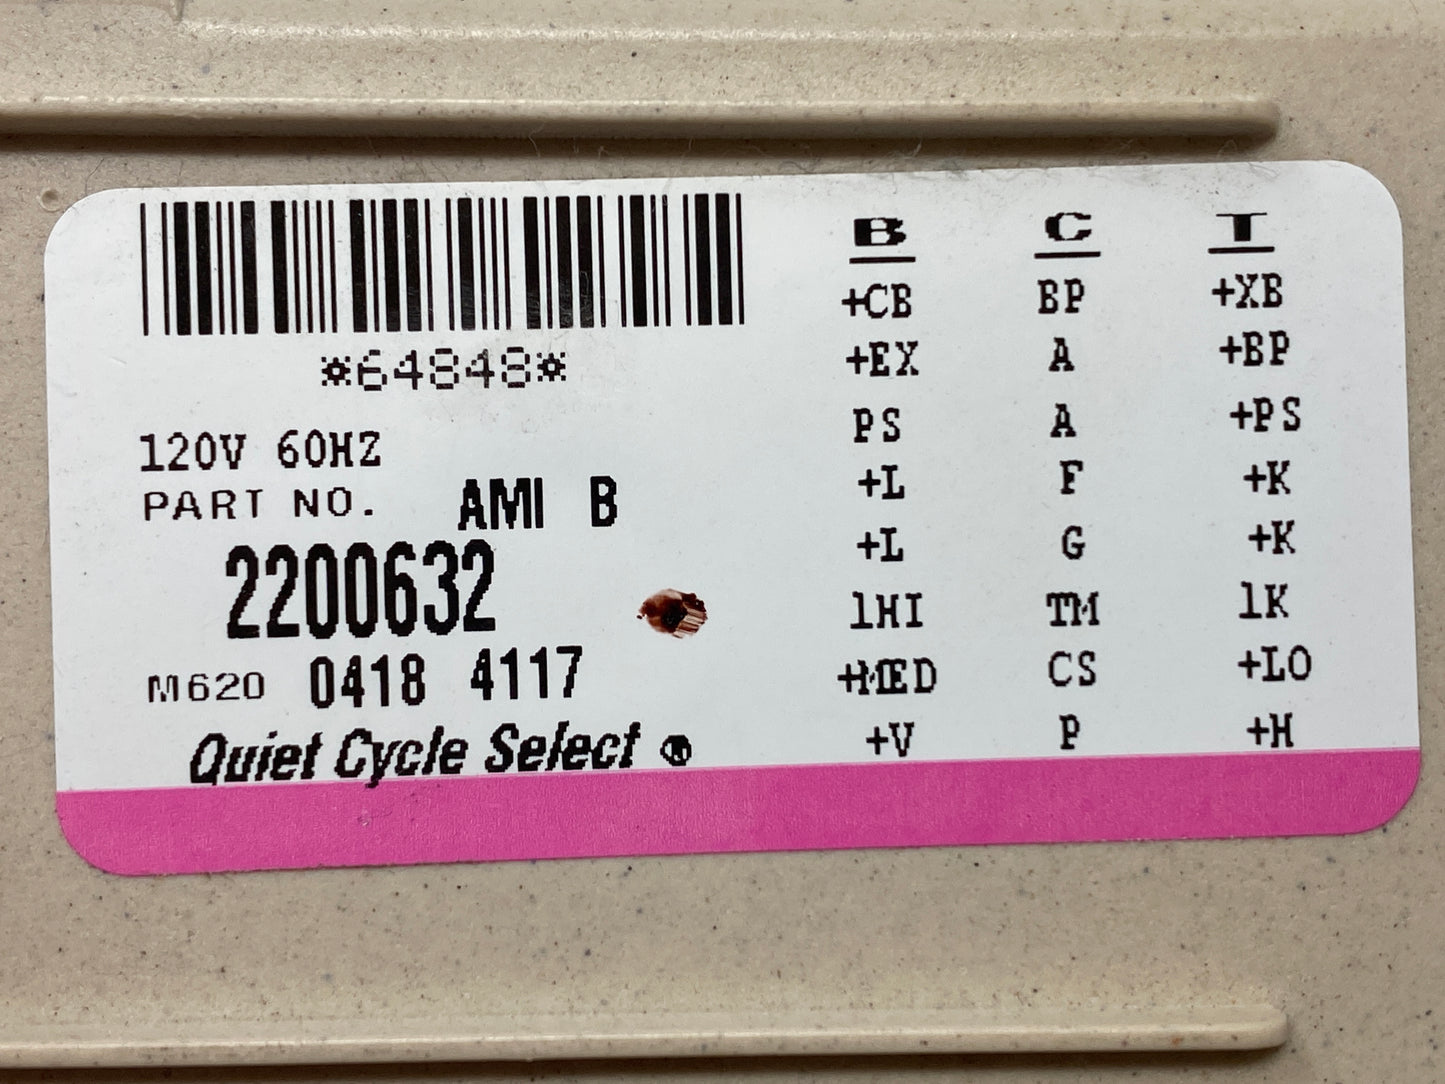 *64848*
120V 60HZ
PART NO. AMI B
2200632
M620 0418 4117
Quiet Cycle Select ®
B C T
+CB BP +XB
+EX A +BP
PS A +PS
+L F +K
+L G +K
1HI TM 1K
+MED CS +LO
+V P +H